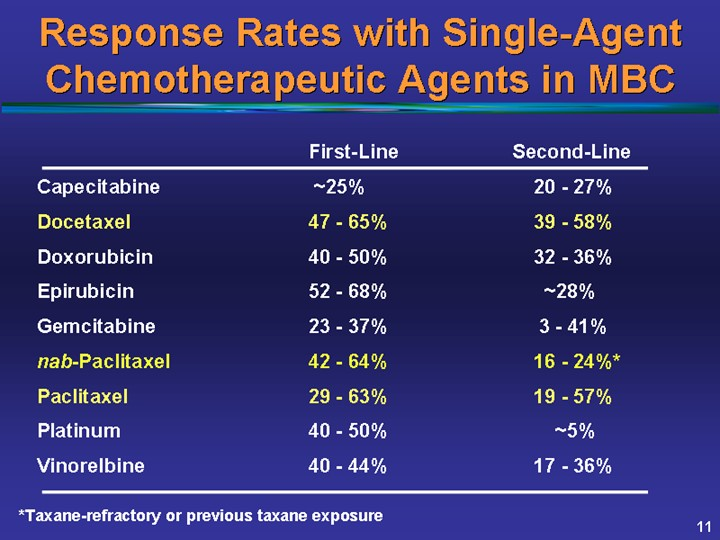 Response Rates with Single-Agent
Chemotherapeutic Agents in MBC
First-Line Second-Line
Capecitabine ~25% 20 - 27%
Docetaxel 47 - 65% 39 - 58%
Doxorubicin 40 - 50% 32 - 36%
Epirubicin 52 - 68% ~28%
Gemcitabine 23 - 37% 3 - 41%
nab-Paclitaxel 42 - 64% 16 - 24%*
Paclitaxel 29 - 63% 19 - 57%
Platinum 40 - 50% ~5%
Vinorelbine 40 - 44% 17 - 36%
*Taxane-refractory or previous taxane exposure
11